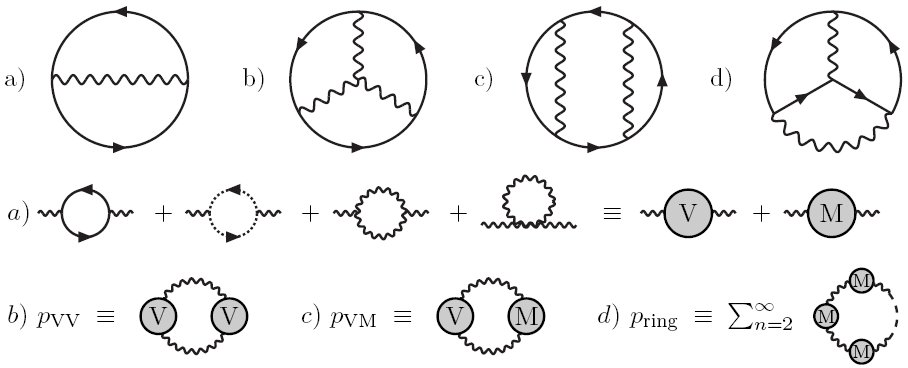 a) b) c) d)
a) + + + ≡ V + M
b) p_VV ≡ V V c) p_VM ≡ V M d) p_ring ≡ ∑_{n=2}^{∞} M M M